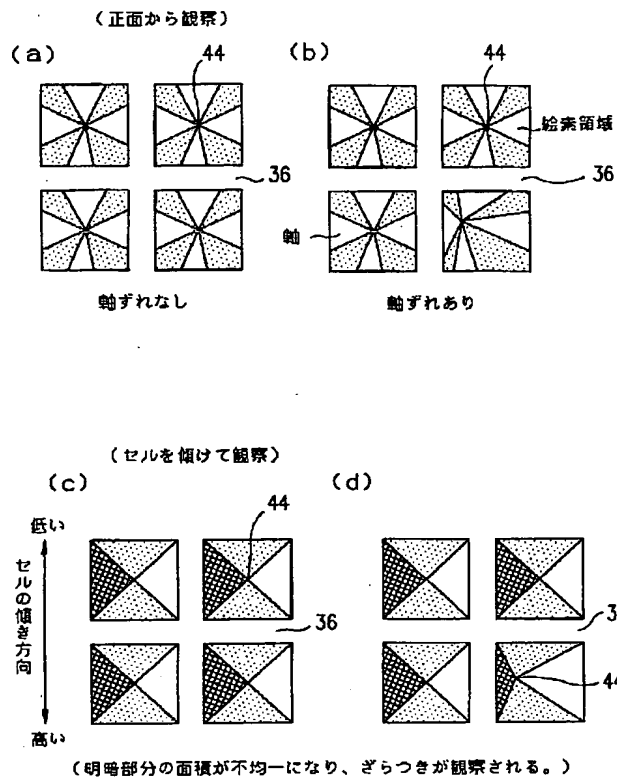 (正面から観察)
(a)
44
(b)
44
絵素領域
36
36
軸
軸ずれなし
軸ずれあり
(セルを傾けて観察)
(c)
44
(d)
低い
セルの傾き方向
高い
36
3
44
(明暗部分の面積が不均一になり、ざらつきが観察される。)